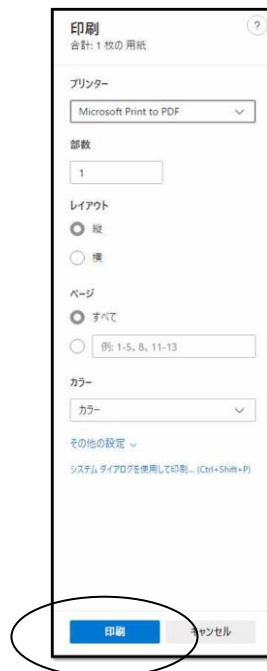 印刷
?
合計: 1 枚の 用紙
プリンター
Microsoft Print to PDF
部数
1
レイアウト
縦
横
ページ
すべて
例: 1-5、8、11-13
カラー
カラー
その他の設定
システム ダイアログを使用して印刷... (Ctrl+Shift+P)
印刷
キャンセル